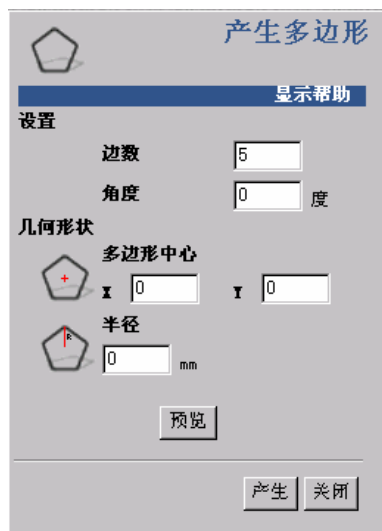 产生多边形
显示帮助
设置
边数 5
角度 0 度
几何形状
多边形中心
X 0 Y 0
半径
R
0 mm
预览
产生 关闭